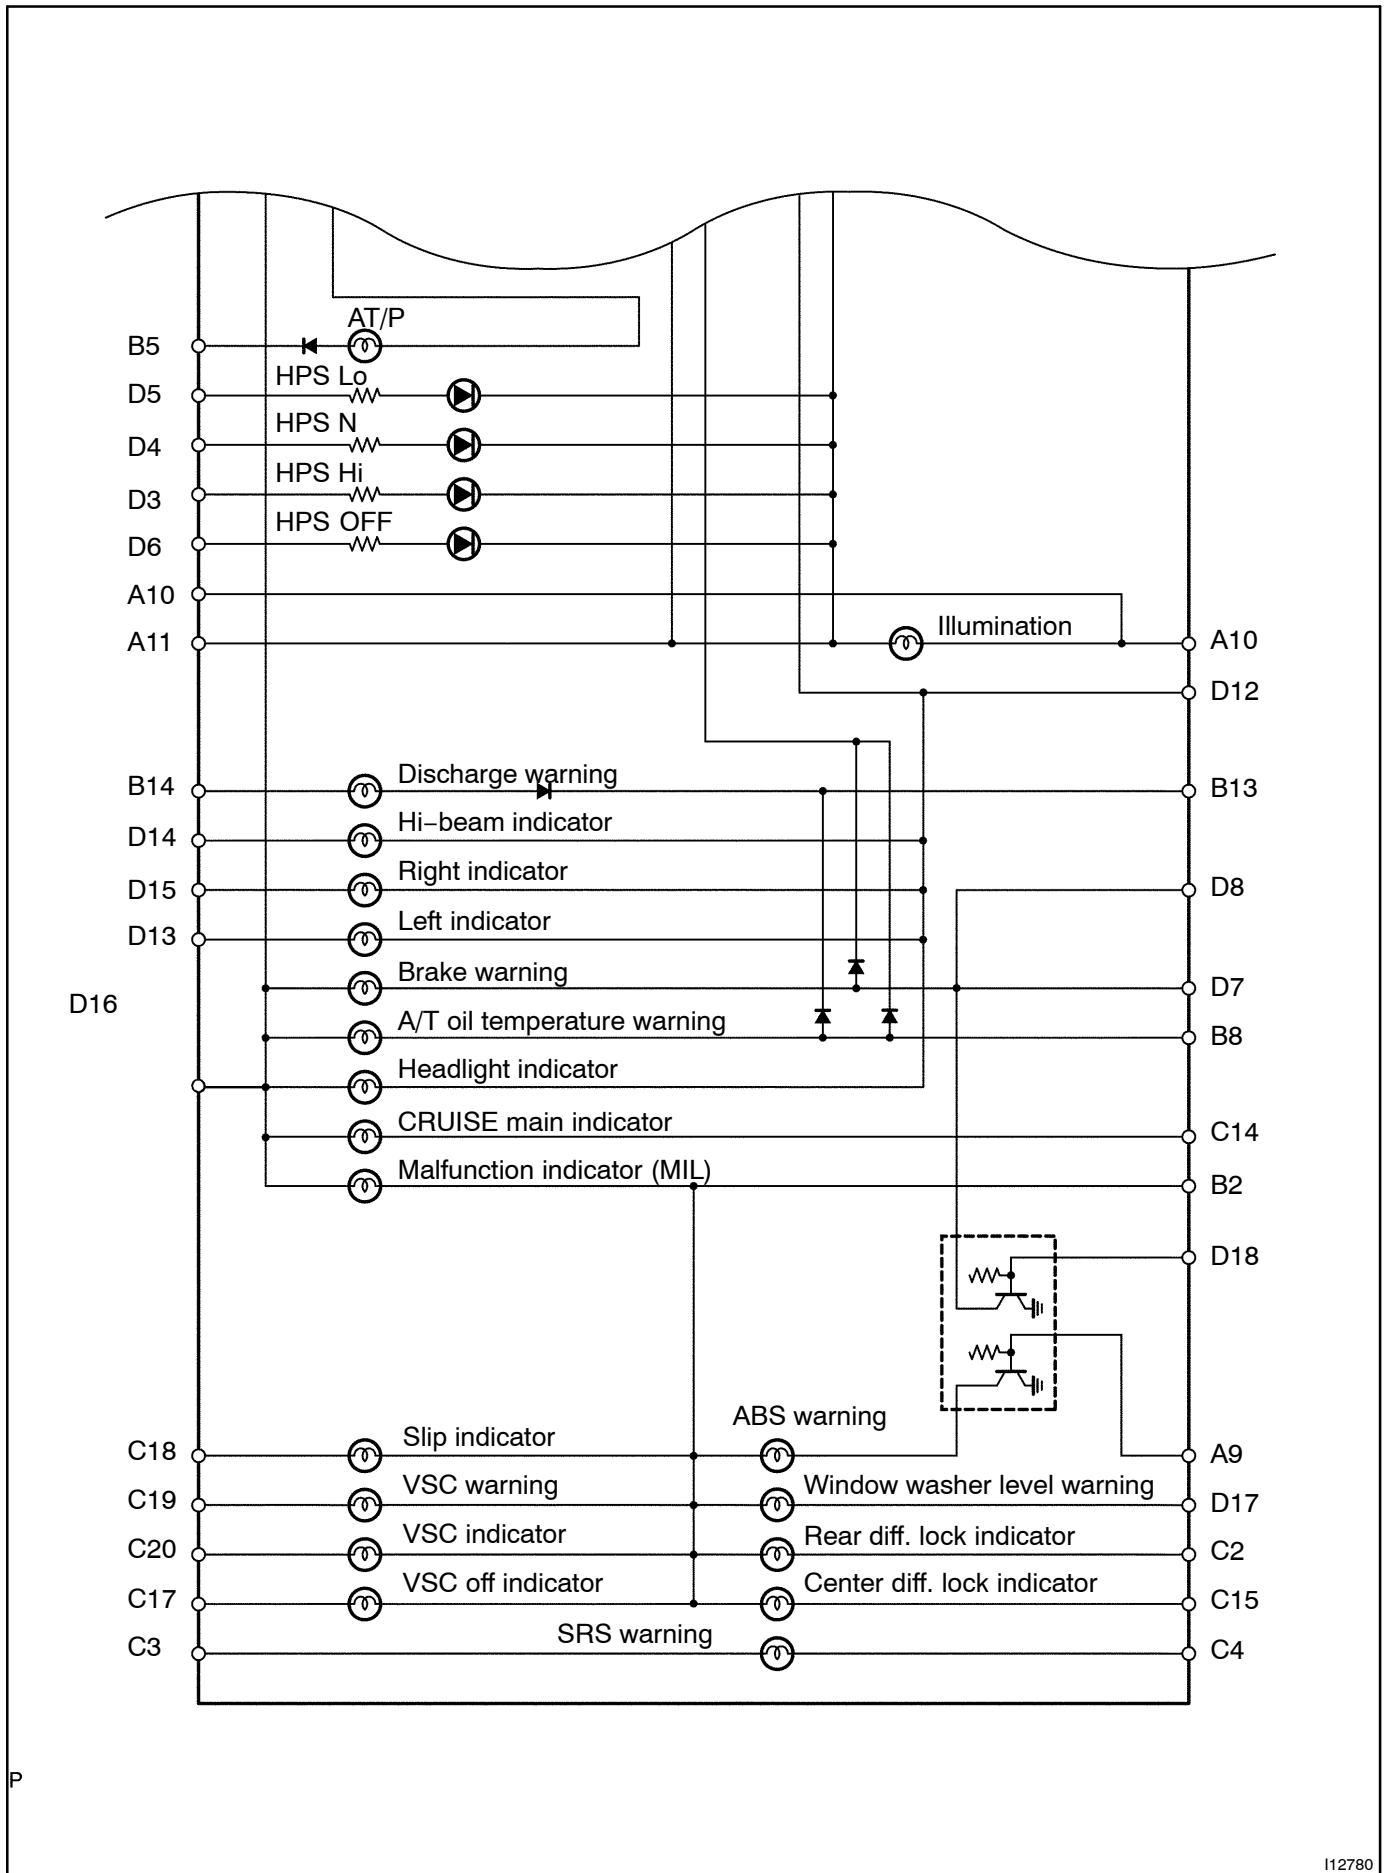 AT/P
B5
HPS Lo
D5
HPS N
D4
HPS Hi
D3
HPS OFF
D6
A10
Illumination
A11
A10
D12
Discharge warning
B14
B13
Hi−beam indicator
D14
Right indicator
D15
D8
Left indicator
D13
Brake warning
D7
D16
A/T oil temperature warning
B8
Headlight indicator
CRUISE main indicator
C14
Malfunction indicator (MIL)
B2
D18
ABS warning
Slip indicator
C18
A9
VSC warning
Window washer level warning
C19
D17
VSC indicator
Rear diff. lock indicator
C20
C2
VSC off indicator
Center diff. lock indicator
C17
C15
SRS warning
C3
C4
P
I12780